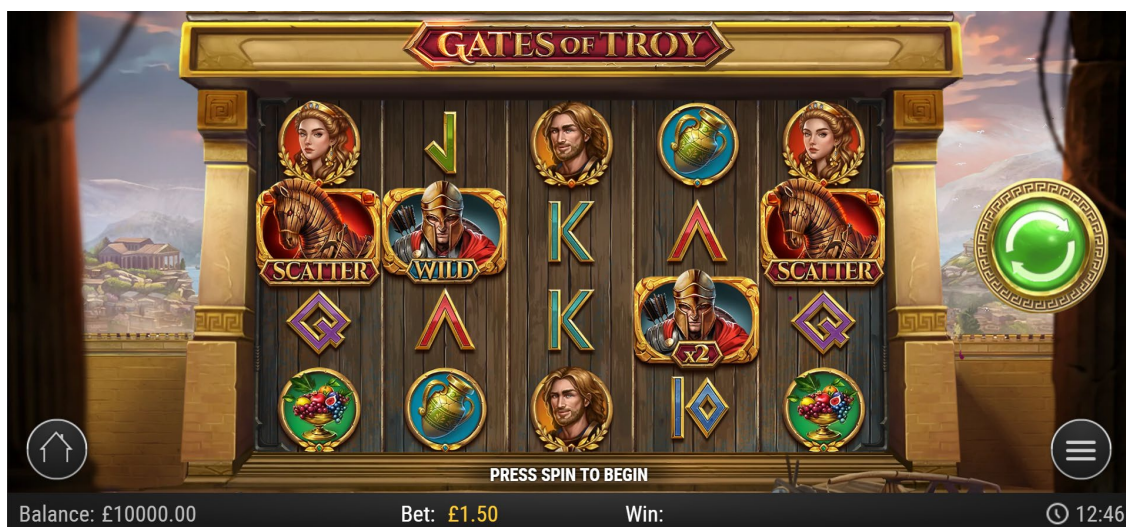 GATES OF TROY
J
K
A
SCATTER
WILD
SCATTER
Q
A
K
x2
Q
10
PRESS SPIN TO BEGIN
Balance: £10000.00 Bet: £1.50 Win: 12:46